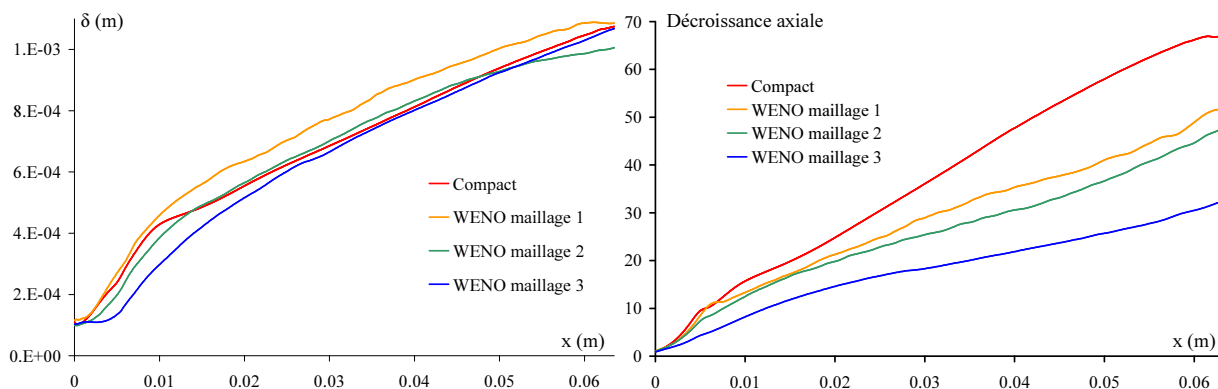 δ (m)
1.E-03
8.E-04
6.E-04
4.E-04
2.E-04
0.E+00
0
0.01
0.02
0.03
0.04
0.05
0.06
x (m)
Compact
WENO maillage 1
WENO maillage 2
WENO maillage 3
Décroissance axiale
70
60
50
40
30
20
10
0
0
0.01
0.02
0.03
0.04
0.05
0.06
x (m)
Compact
WENO maillage 1
WENO maillage 2
WENO maillage 3